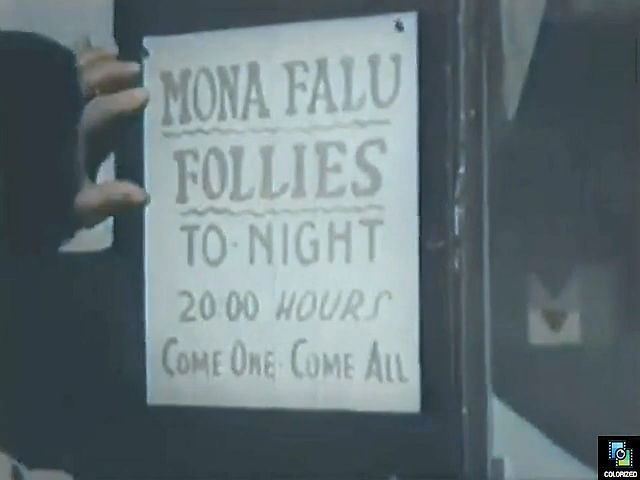 MONA FALU
FOLLIES
TO-NIGHT
20 00 HOURS
COME ONE-COME ALL
COLORIZED